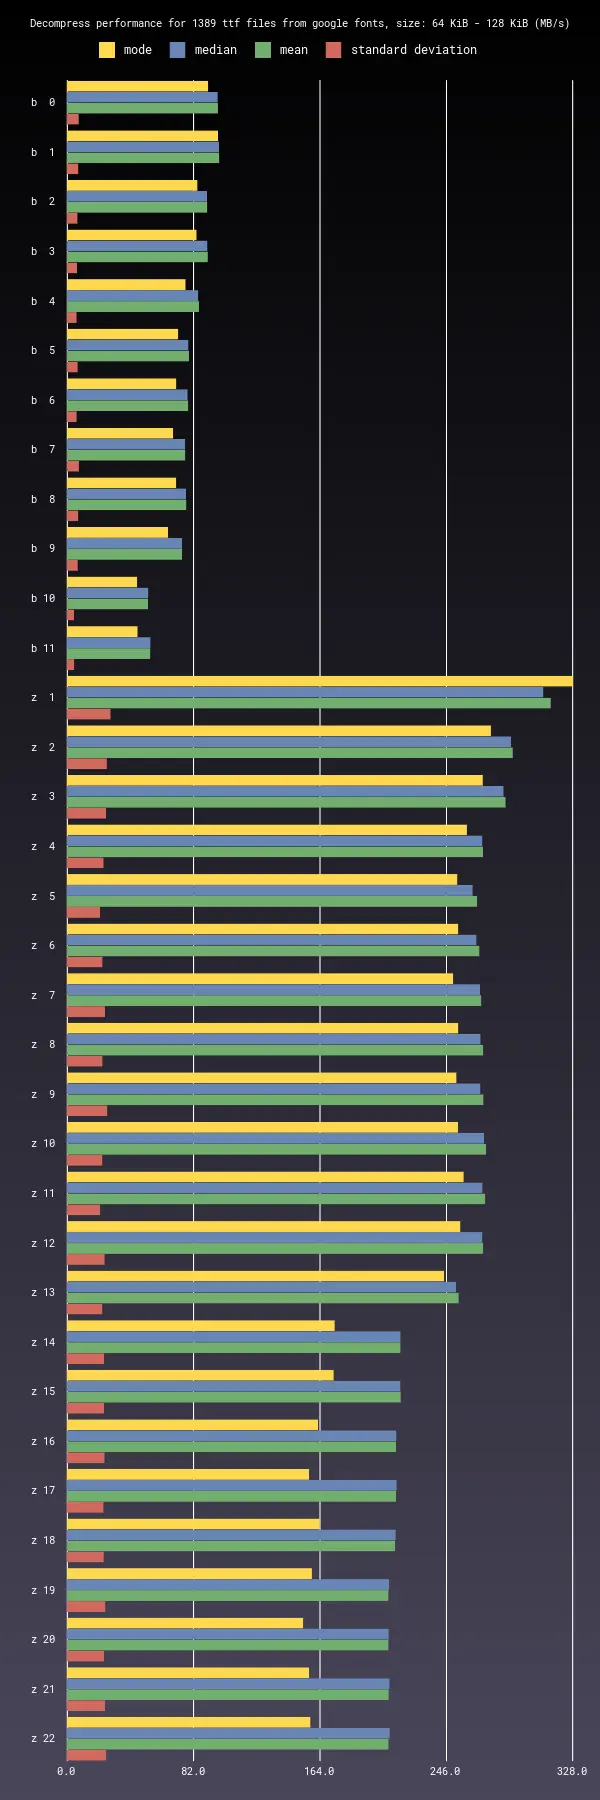 Decompress performance for 1389 ttf files from google fonts, size: 64 KiB - 128 KiB (MB/s)
mode median mean standard deviation
b 0
b 1
b 2
b 3
b 4
b 5
b 6
b 7
b 8
b 9
b 10
b 11
z 1
z 2
z 3
z 4
z 5
z 6
z 7
z 8
z 9
z 10
z 11
z 12
z 13
z 14
z 15
z 16
z 17
z 18
z 19
z 20
z 21
z 22
0.0 82.0 164.0 246.0 328.0